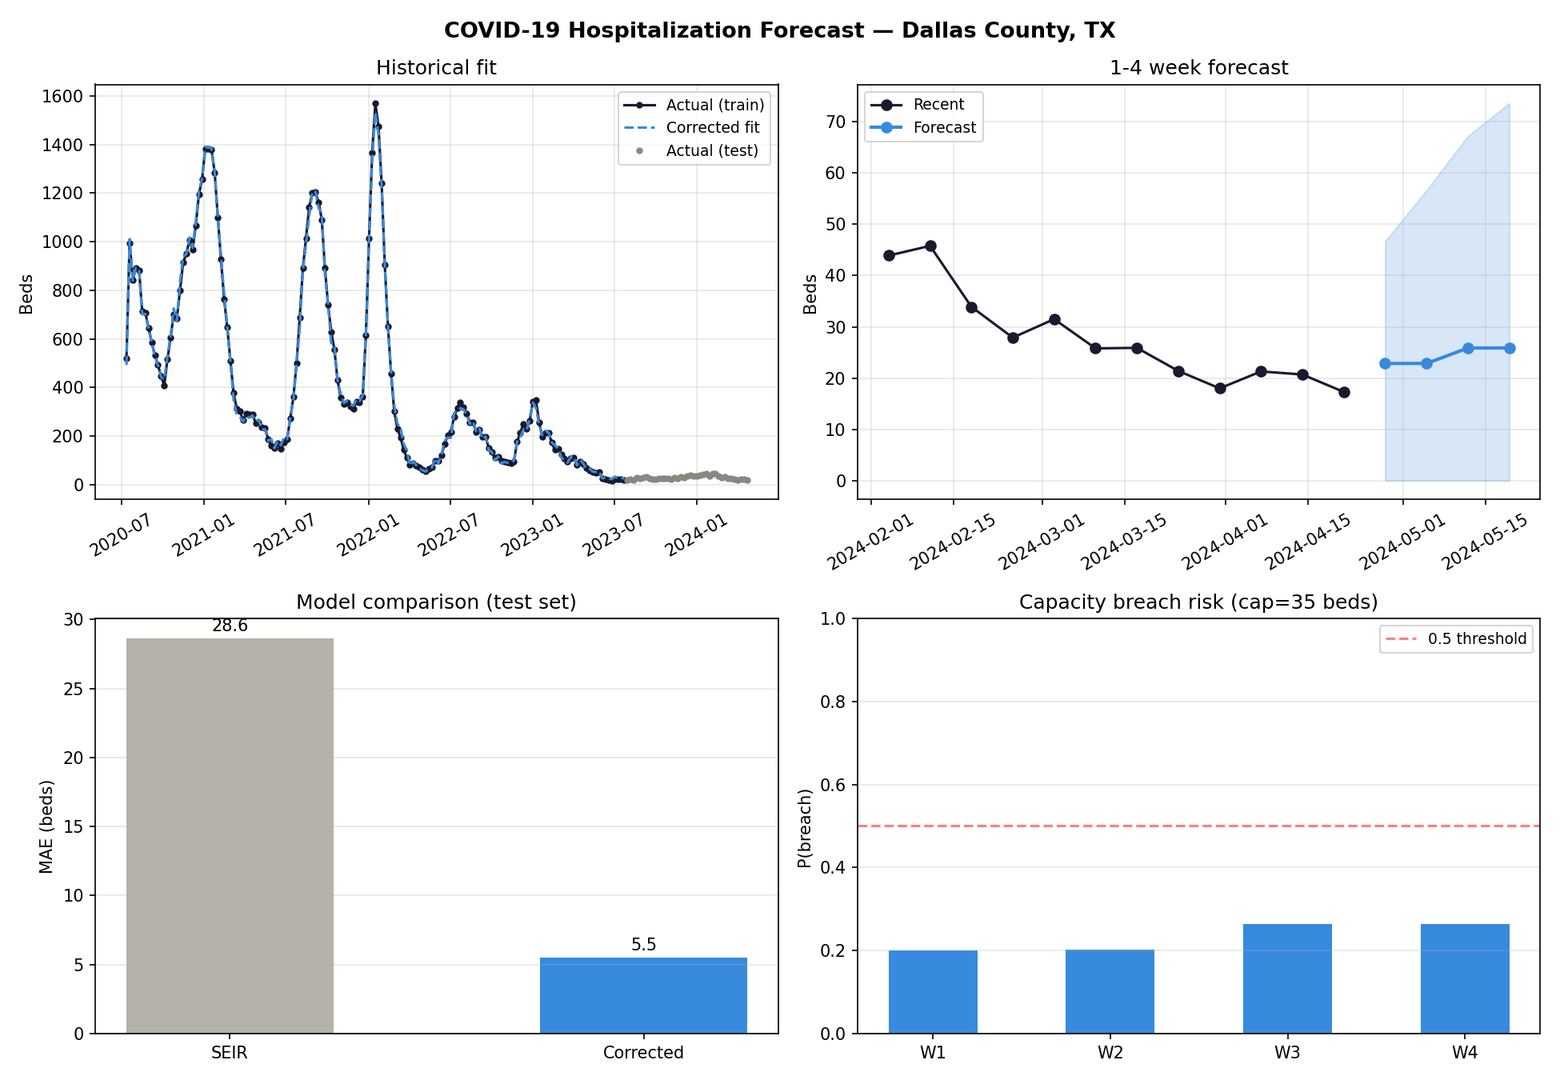 COVID-19 Hospitalization Forecast — Dallas County, TX
Historical fit
Beds
1600
1400
1200
1000
800
600
400
200
0
Actual (train)
Corrected fit
Actual (test)
2020-07
2021-01
2021-07
2022-01
2022-07
2023-01
2023-07
2024-01
1-4 week forecast
Beds
70
60
50
40
30
20
10
0
Recent
Forecast
2024-02-01
2024-02-15
2024-03-01
2024-03-15
2024-04-01
2024-04-15
2024-05-01
2024-05-15
Model comparison (test set)
MAE (beds)
30
25
20
15
10
5
0
28.6
5.5
SEIR
Corrected
Capacity breach risk (cap=35 beds)
P(breach)
1.0
0.8
0.6
0.4
0.2
0.0
0.5 threshold
W1
W2
W3
W4